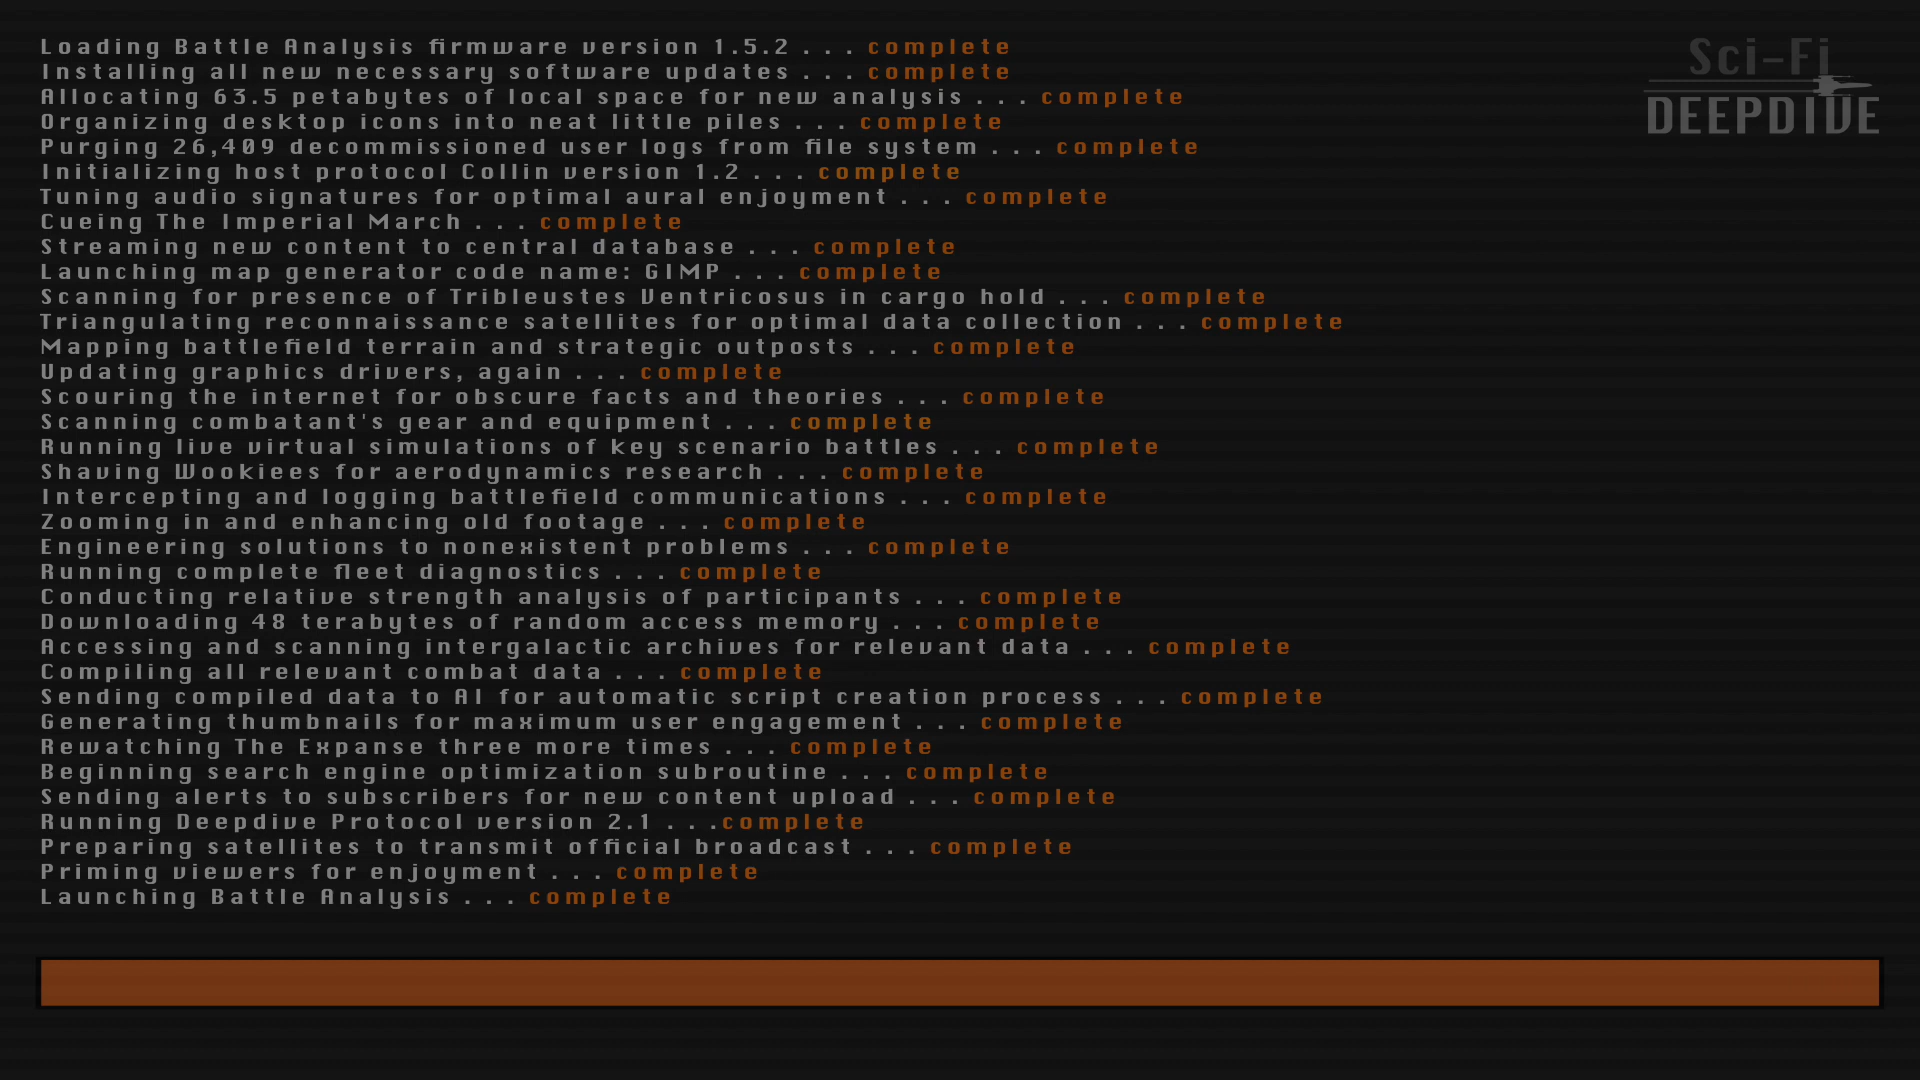 Loading Battle Analysis firmware version 1.5.2 . . . complete
Installing all new necessary software updates . . . complete
Allocating 63.5 petabytes of local space for new analysis . . . complete
Organizing desktop icons into neat little piles . . . complete
Purging 26,409 decommissioned user logs from file system . . . complete
Initializing host protocol Collin version 1.2 . . . complete
Tuning audio signatures for optimal aural enjoyment . . . complete
Cueing The Imperial March . . . complete
Streaming new content to central database . . . complete
Launching map generator code name: GIMP . . . complete
Scanning for presence of Tribleustes Ventricosus in cargo hold . . . complete
Triangulating reconnaissance satellites for optimal data collection . . . complete
Mapping battlefield terrain and strategic outposts . . . complete
Updating graphics drivers, again . . . complete
Scouring the internet for obscure facts and theories . . . complete
Scanning combatant's gear and equipment . . . complete
Running live virtual simulations of key scenario battles . . . complete
Shaving Wookiees for aerodynamics research . . . complete
Intercepting and logging battlefield communications . . . complete
Zooming in and enhancing old footage . . . complete
Engineering solutions to nonexistent problems . . . complete
Running complete fleet diagnostics . . . complete
Conducting relative strength analysis of participants . . . complete
Downloading 48 terabytes of random access memory . . . complete
Accessing and scanning intergalactic archives for relevant data . . . complete
Compiling all relevant combat data . . . complete
Sending compiled data to AI for automatic script creation process . . . complete
Generating thumbnails for maximum user engagement . . . complete
Rewatching The Expanse three more times . . . complete
Beginning search engine optimization subroutine . . . complete
Sending alerts to subscribers for new content upload . . . complete
Running Deepdive Protocol version 2.1 . . .complete
Preparing satellites to transmit official broadcast . . . complete
Priming viewers for enjoyment . . . complete
Launching Battle Analysis . . . complete
Sci-Fi
DEEPDIVE